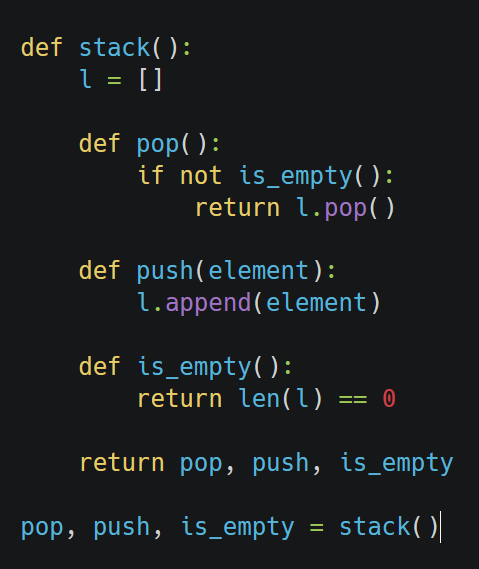 def stack():
    l = []
    def pop():
        if not is_empty():
            return l.pop()
    def push(element):
        l.append(element)
    def is_empty():
        return len(l) == 0
    return pop, push, is_empty
pop, push, is_empty = stack()